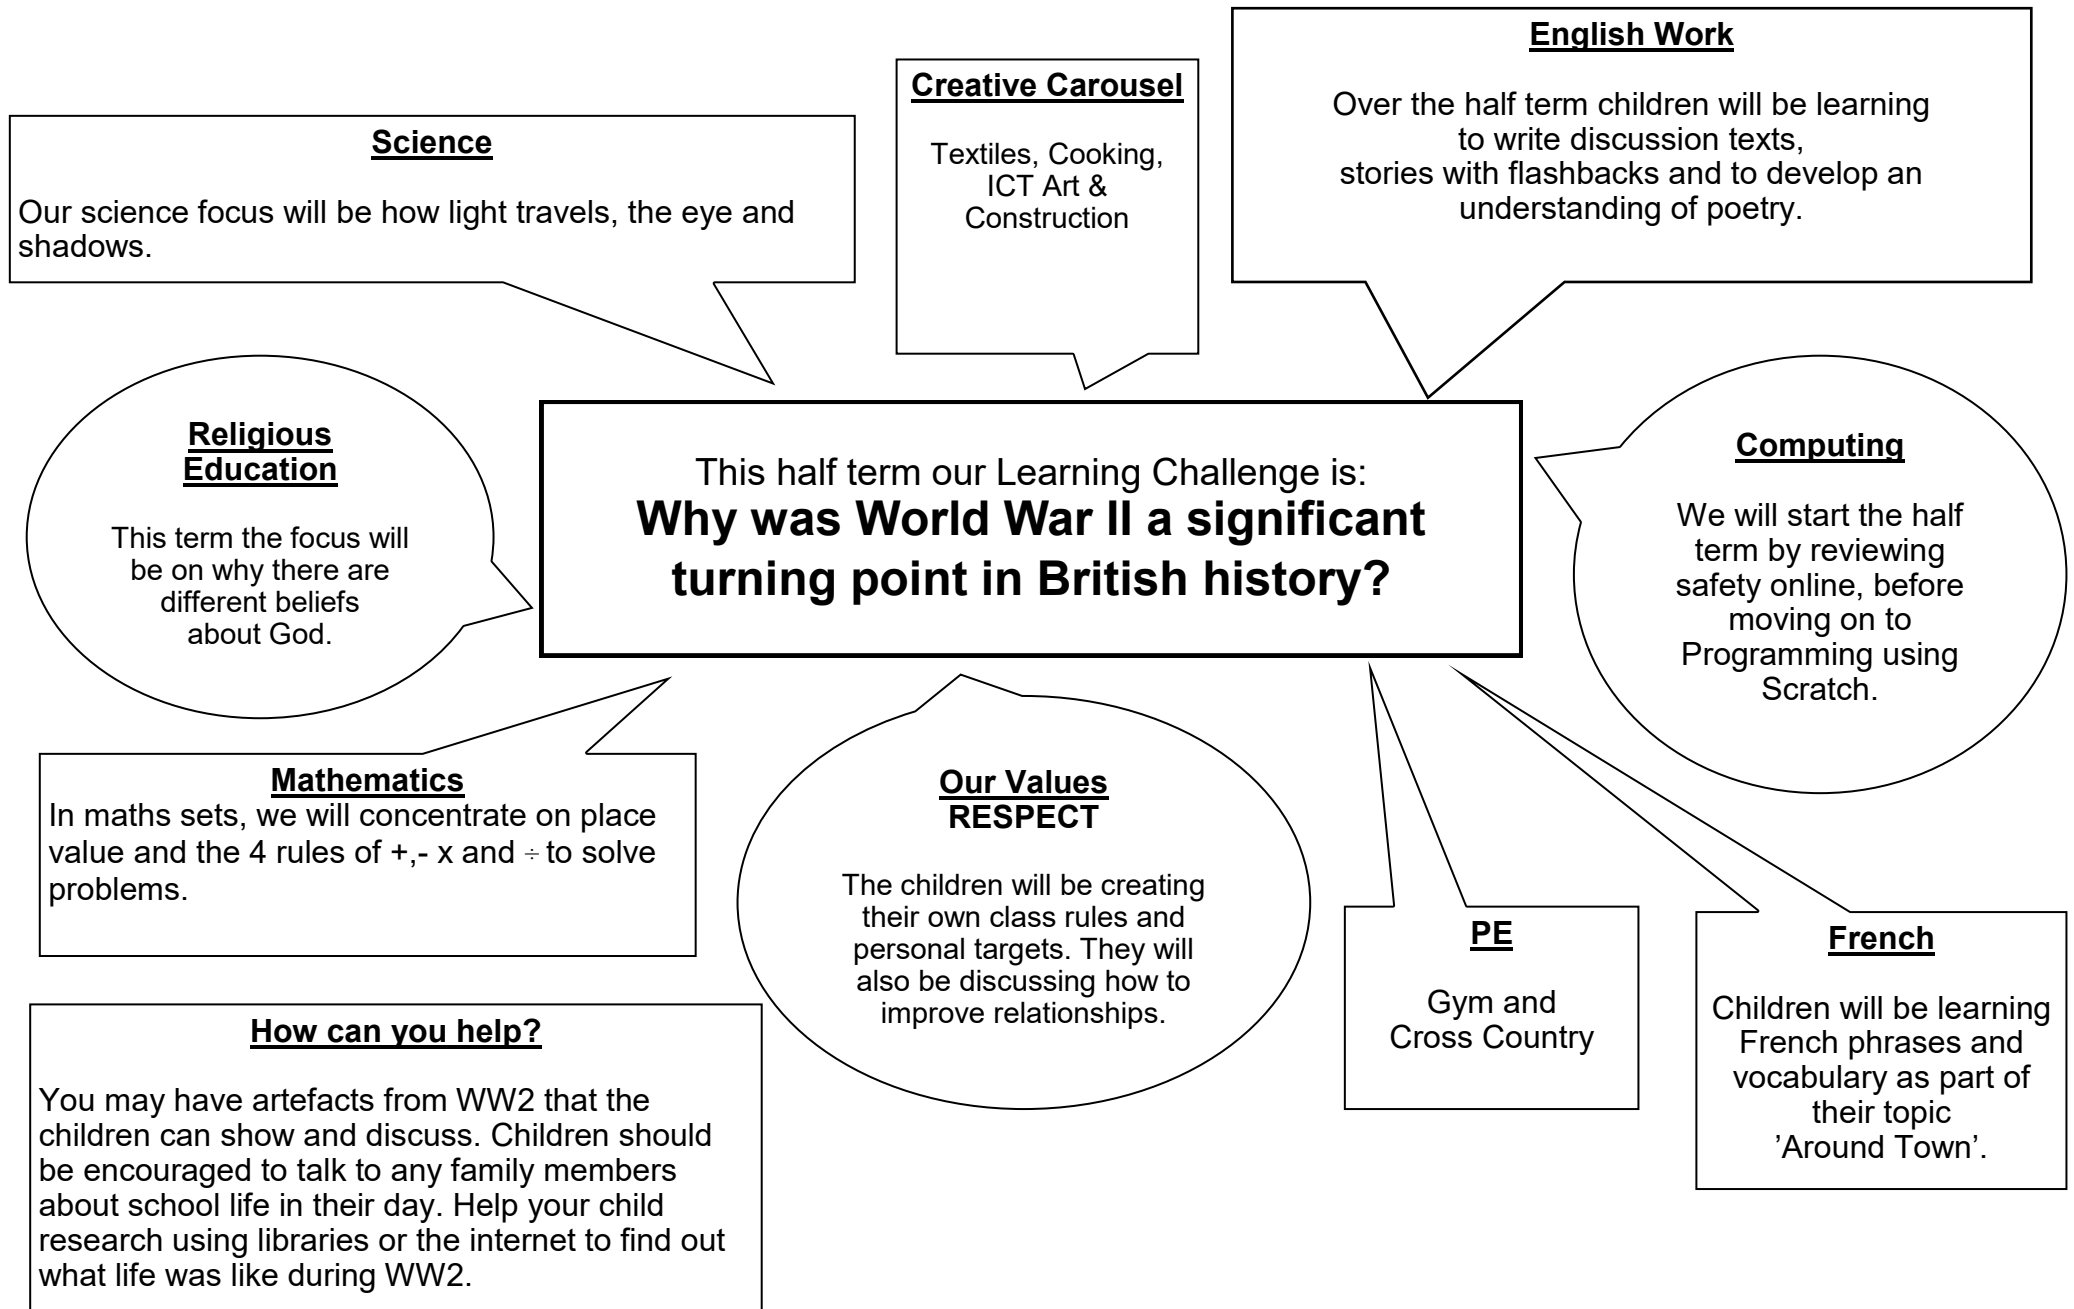 English Work
Over the half term children will be learning
to write discussion texts,
stories with flashbacks and to develop an
understanding of poetry.
Creative Carousel
Textiles, Cooking,
ICT Art &
Construction
Science
Our science focus will be how light travels, the eye and
shadows.
Religious
Education
This term the focus will
be on why there are
different beliefs
about God.
This half term our Learning Challenge is:
Why was World War II a significant
turning point in British history?
Computing
We will start the half
term by reviewing
safety online, before
moving on to
Programming using
Scratch.
Mathematics
In maths sets, we will concentrate on place
value and the 4 rules of +,- x and ÷ to solve
problems.
Our Values
RESPECT
The children will be creating
their own class rules and
personal targets. They will
also be discussing how to
improve relationships.
PE
Gym and
Cross Country
French
Children will be learning
French phrases and
vocabulary as part of
their topic
’Around Town’.
How can you help?
You may have artefacts from WW2 that the
children can show and discuss. Children should
be encouraged to talk to any family members
about school life in their day. Help your child
research using libraries or the internet to find out
what life was like during WW2.